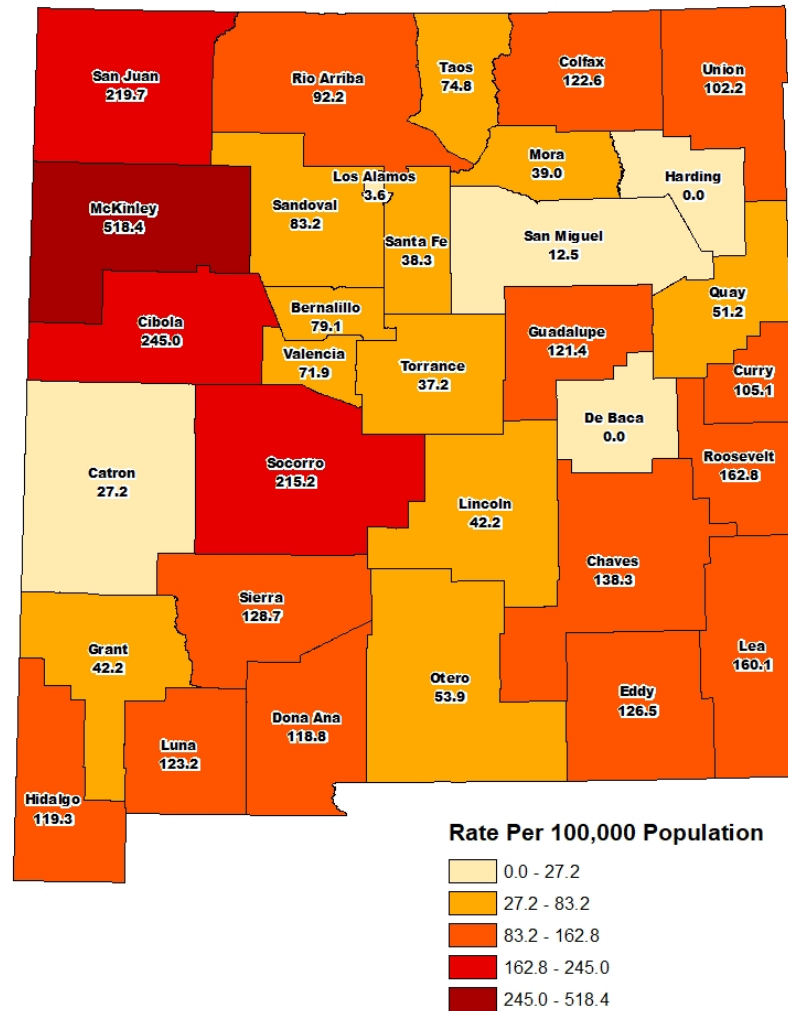 San Juan
219.7
Rio Arriba
92.2
Taos
74.8
Colfax
122.6
Union
102.2
McKinley
518.4
Sandoval
83.2
Los Alamos
3.6
Santa Fe
38.3
Mora
39.0
Harding
0.0
San Miguel
12.5
Quay
51.2
Cibola
245.0
Bernalillo
79.1
Valencia
71.9
Torrance
37.2
Guadalupe
121.4
Curry
105.1
De Baca
0.0
Roosevelt
162.8
Catron
27.2
Socorro
215.2
Lincoln
42.2
Chaves
138.3
Sierra
128.7
Grant
42.2
Otero
53.9
Lea
160.1
Eddy
126.5
Dona Ana
118.8
Luna
123.2
Hidalgo
119.3
Rate Per 100,000 Population
0.0 - 27.2
27.2 - 83.2
83.2 - 162.8
162.8 - 245.0
245.0 - 518.4